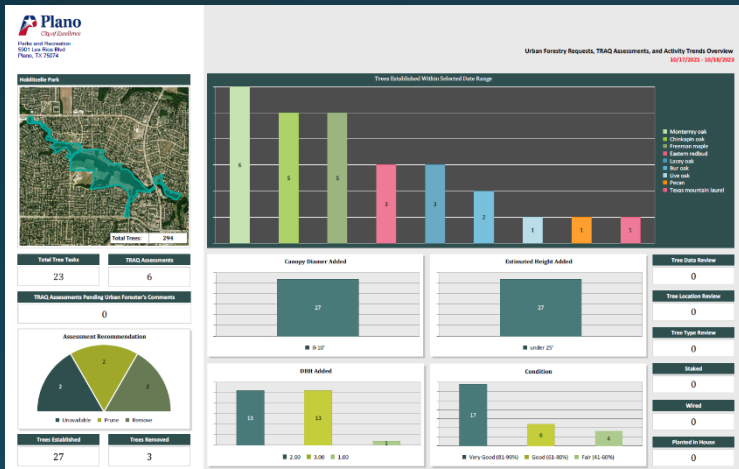 Plano
City of Excellence
Parks and Recreation
5901 Los Rios Blvd
Plano, TX 75074
Urban Forestry Requests, TRAQ Assessments, and Activity Trends Overview
10/17/2021 - 10/18/2023
Hoblitzelle Park
Total Trees: 294
Trees Established Within Selected Date Range
6
5
5
3
3
2
1
1
1
Monterrey oak
Chinkapin oak
Freeman maple
Eastern redbud
Lacey oak
Bur oak
Live oak
Pecan
Texas mountain laurel
Total Tree Tasks
23
TRAQ Assessments
6
TRAQ Assessments Pending Urban Forester's Comments
0
Assessment Recommendation
2
2
2
Unavailable
Prune
Remove
Trees Established
27
Trees Removed
3
Canopy Diamer Added
27
0-10'
Estimated Height Added
27
under 25'
DBH Added
13
13
1
2.00
3.00
1.00
Condition
17
6
4
Very Good (81-90%)
Good (61-80%)
Fair (41-60%)
Tree Data Review
0
Tree Location Review
0
Tree Type Review
0
Staked
0
Wired
0
Planted In House
0